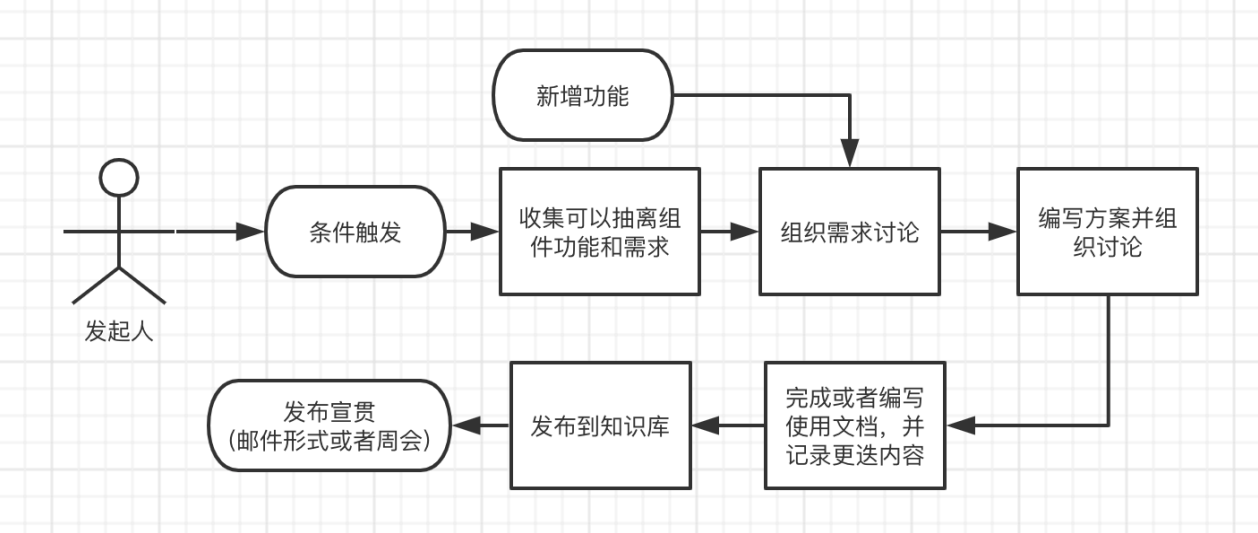 新增功能
发起人
条件触发
收集可以抽离组
件功能和需求
组织需求讨论
编写方案并组
织讨论
完成或者编写
使用文档，并
记录更迭内容
发布到知识库
发布宣贯
（邮件形式或者周会）